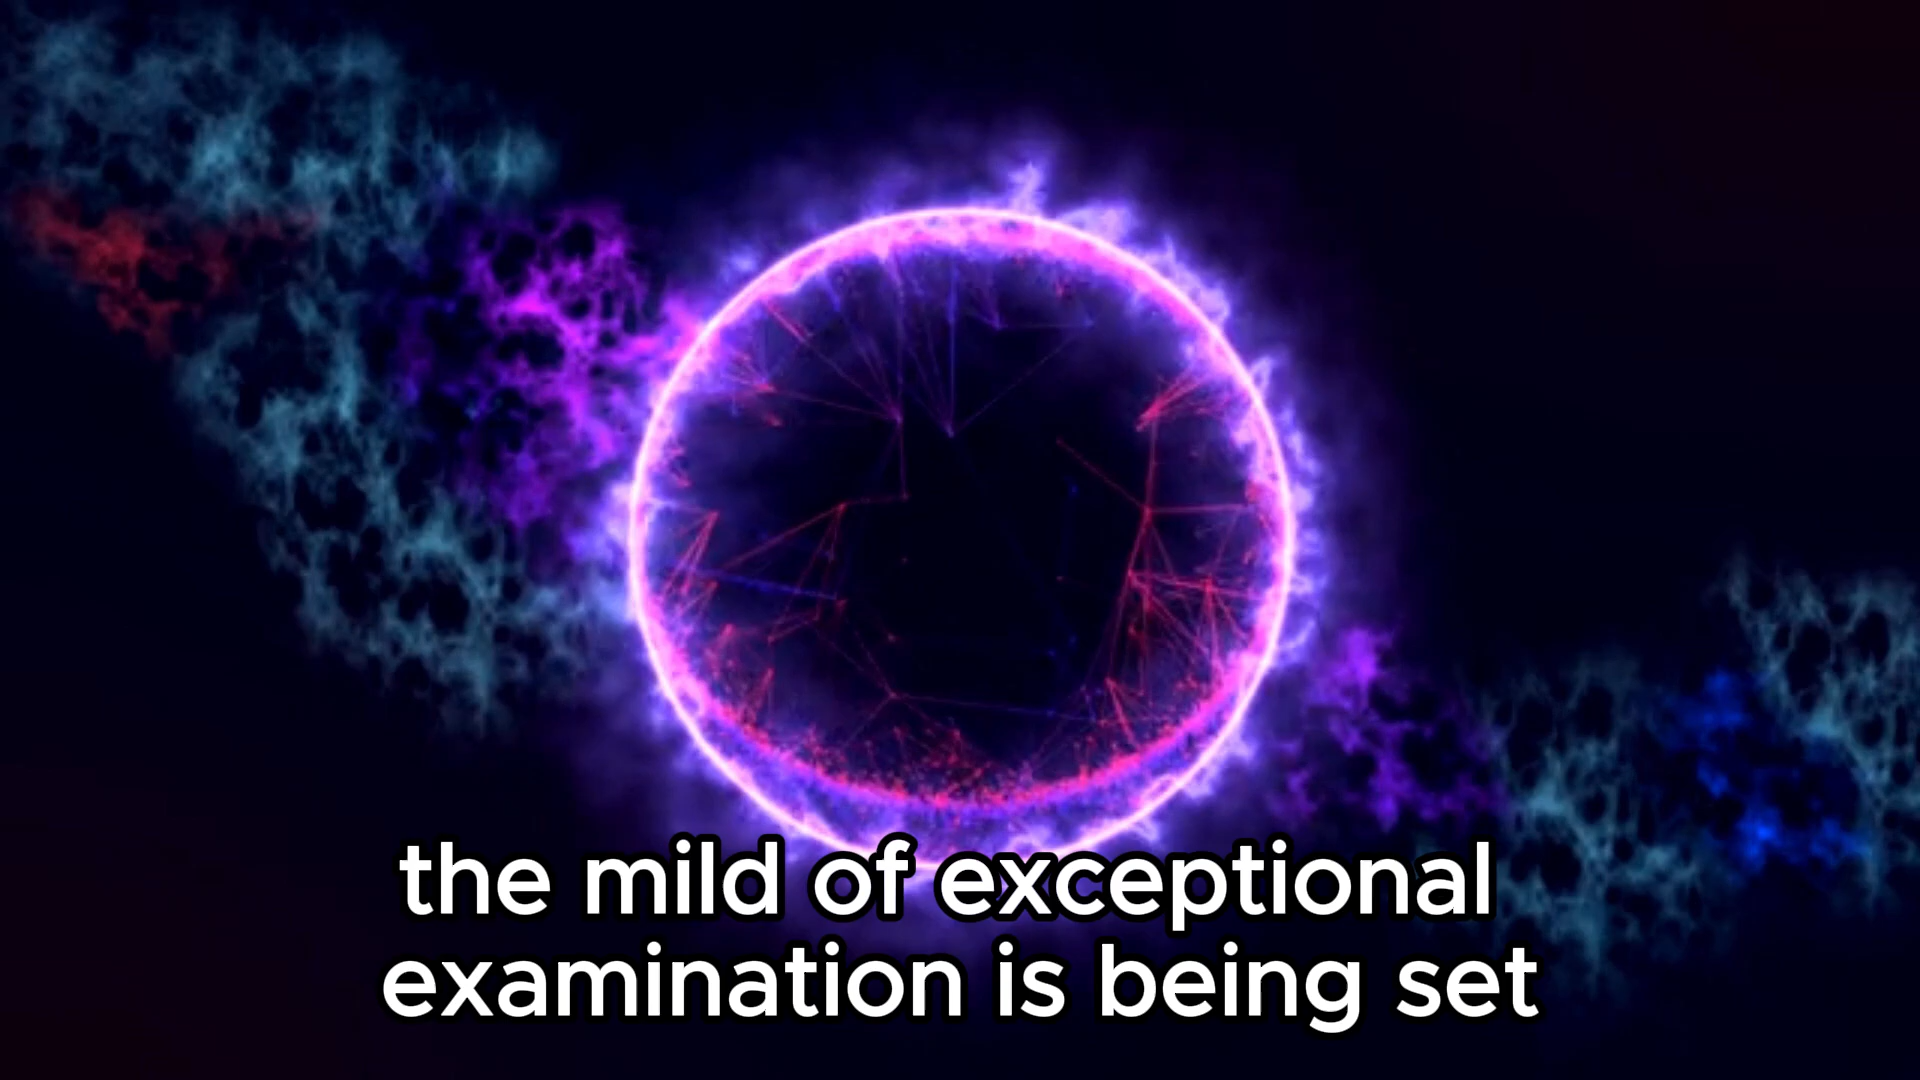 the mild of exceptional
examination is being set